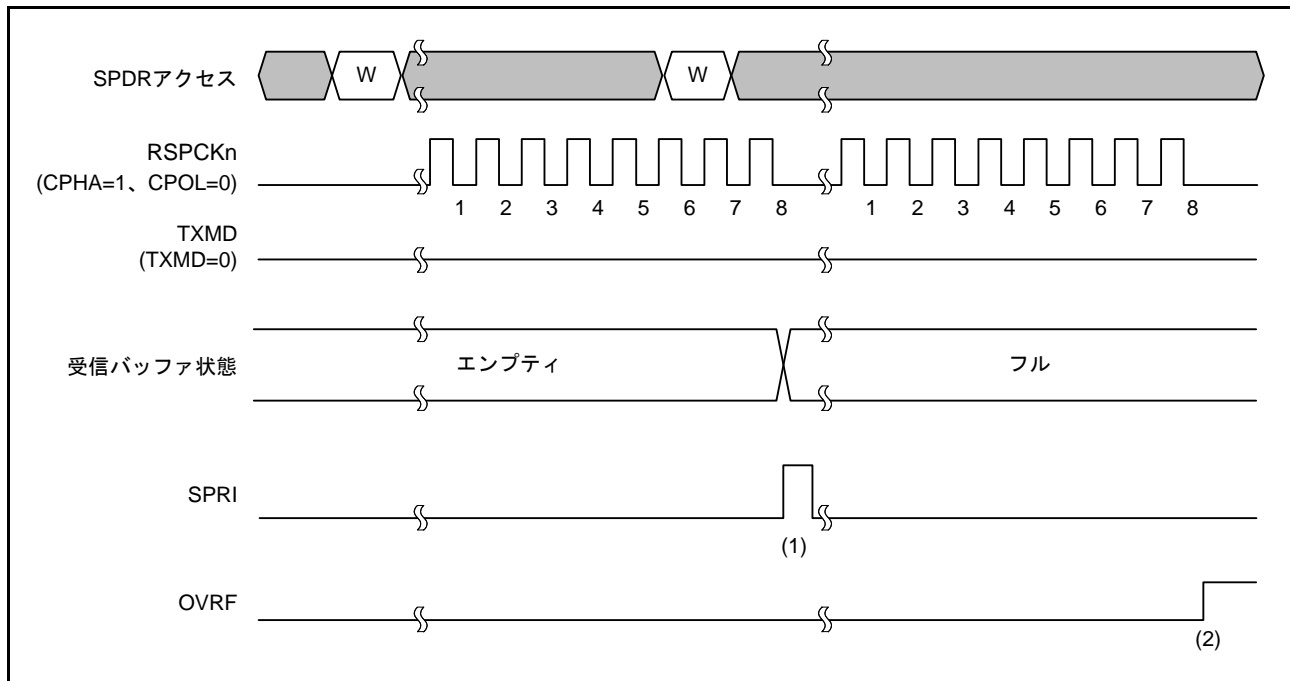 SPDRアクセス
W
W
RSPCKn
(CPHA=1、CPOL=0)
1 2 3 4 5 6 7 8
1 2 3 4 5 6 7 8
TXMD
(TXMD=0)
受信バッファ状態
エンプティ
フル
SPRI
(1)
OVRF
(2)